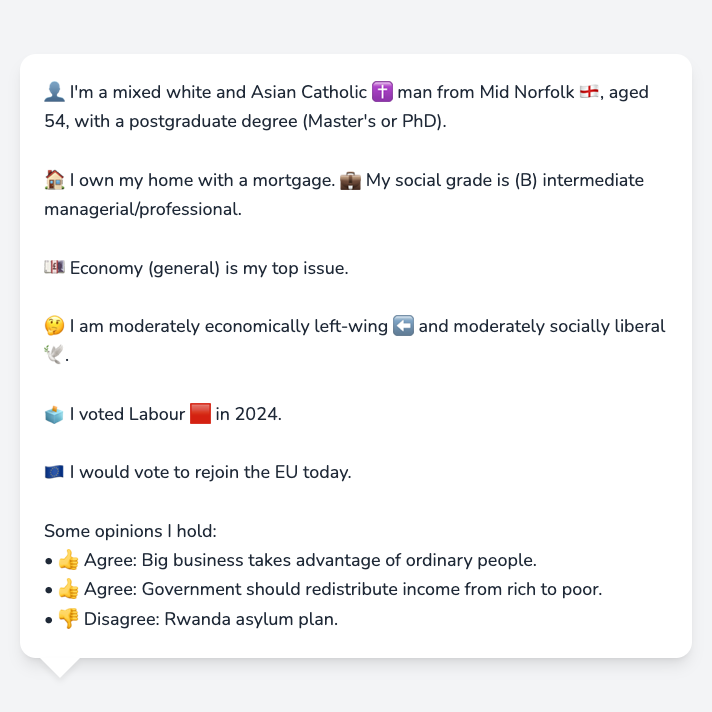 👤 I'm a mixed white and Asian Catholic ✝️ man from Mid Norfolk 🏴󠁧󠁢󠁥󠁮󠁧󠁿, aged
54, with a postgraduate degree (Master's or PhD).
🏠 I own my home with a mortgage. 💼 My social grade is (B) intermediate
managerial/professional.
💷 Economy (general) is my top issue.
🤔 I am moderately economically left-wing ⬅️ and moderately socially liberal
🕊️.
🗳️ I voted Labour 🟥 in 2024.
🇪🇺 I would vote to rejoin the EU today.
Some opinions I hold:
• 👍 Agree: Big business takes advantage of ordinary people.
• 👍 Agree: Government should redistribute income from rich to poor.
• 👎 Disagree: Rwanda asylum plan.